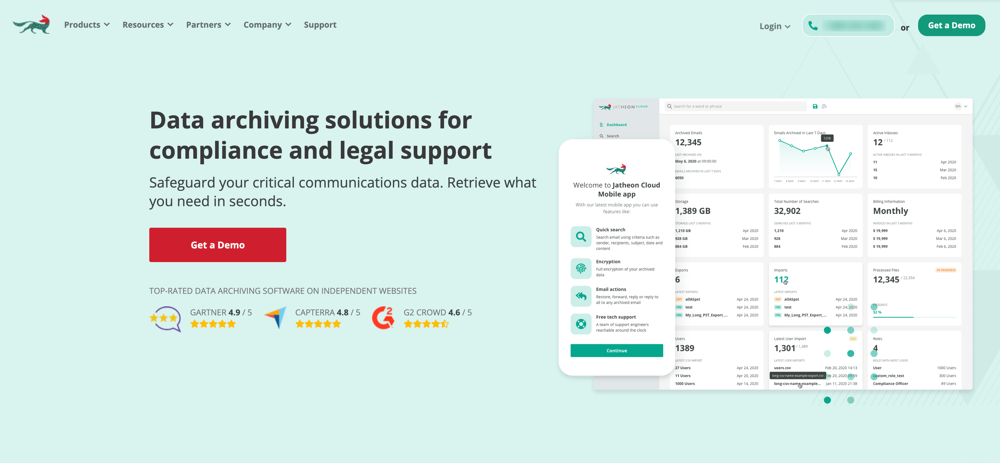 Products
Resources
Partners
Company
Support
Login
or
Get a Demo
Data archiving solutions for
compliance and legal support
Safeguard your critical communications data. Retrieve what
you need in seconds.
Get a Demo
TOP-RATED DATA ARCHIVING SOFTWARE ON INDEPENDENT WEBSITES
GARTNER 4.9 / 5
CAPTERRA 4.8 / 5
G2 CROWD 4.6 / 5
JATHEON CLOUD
Search for a word or phrase
MA
Dashboard
Search
Welcome to Jatheon Cloud
Mobile app
With our latest mobile app you can use
features like:
Quick search
Search email using criteria such as
sender, recipients, subject, date and
content
Encryption
Full encryption of your archived
data
Email actions
Restore, forward, reply or reply to
all to any archived email
Free tech support
A team of support engineers
reachable around the clock
Continue
Archived Emails
12,345
LAST ARCHIVED ON
May 6, 2020 at 09:00:00
EMAILS ARCHIVED IN LAST 7 DAYS
6050
Emails Archived in Last 7 Days
1258
7 MAY 8 MAY 9 MAY 10 MAY 11 MAY 12 MAY 13 MAY
Active Inboxes
12 / 112
ACTIVE INBOXES IN LAST 3 MONTHS
11 Apr 2020
15 Mar 2020
10 Feb 2020
Storage
1,389 GB
STORAGE LAST 3 MONTHS
1,210 GB Apr 2020
928 GB Mar 2020
884 GB Feb 2020
Total Number of Searches
32,902
SEARCHES LAST 3 MONTHS
1,210 Apr 2020
928 Mar 2020
884 Feb 2020
Billing Information
Monthly
INVOICES IN LAST 3 MONTHS
$ 19,999 Apr 6, 2020
$ 19,999 Mar 6, 2020
$ 19,999 Feb 6, 2020
Exports
6
LATEST EXPORTS
INP allASpst Apr 24, 2020
FIN test Apr 24, 2020
FIN My_Long_PST_Export_... Apr 24, 2020
Imports
112
LATEST IMPORTS
INP allASpst Apr 24, 2020
FIN test Apr 24, 2020
FIN My_Long_PST_Export_... Apr 24, 2020
Processed Files IN PROGRESS
12,345 / 22,354
PROGRESS
52 %
Users
1389
LATEST CSV IMPORT
27 Users Apr 24, 2020
11 Users Apr 20, 2020
1000 Users Apr 14, 2020
Latest User Import CSV
1,301 / 1,389
LATEST USER IMPORTS
users.csv Feb 20, 2020 14:13
long-csv-name-example-export.csv Feb 20, 2020 09:59
long-csv-name-example... Jan 11, 2020 21:38
Roles
4
ROLES WITH MOST USERS
User 1000 Users
custom_role_test 300 Users
Compliance Officer 89 Users